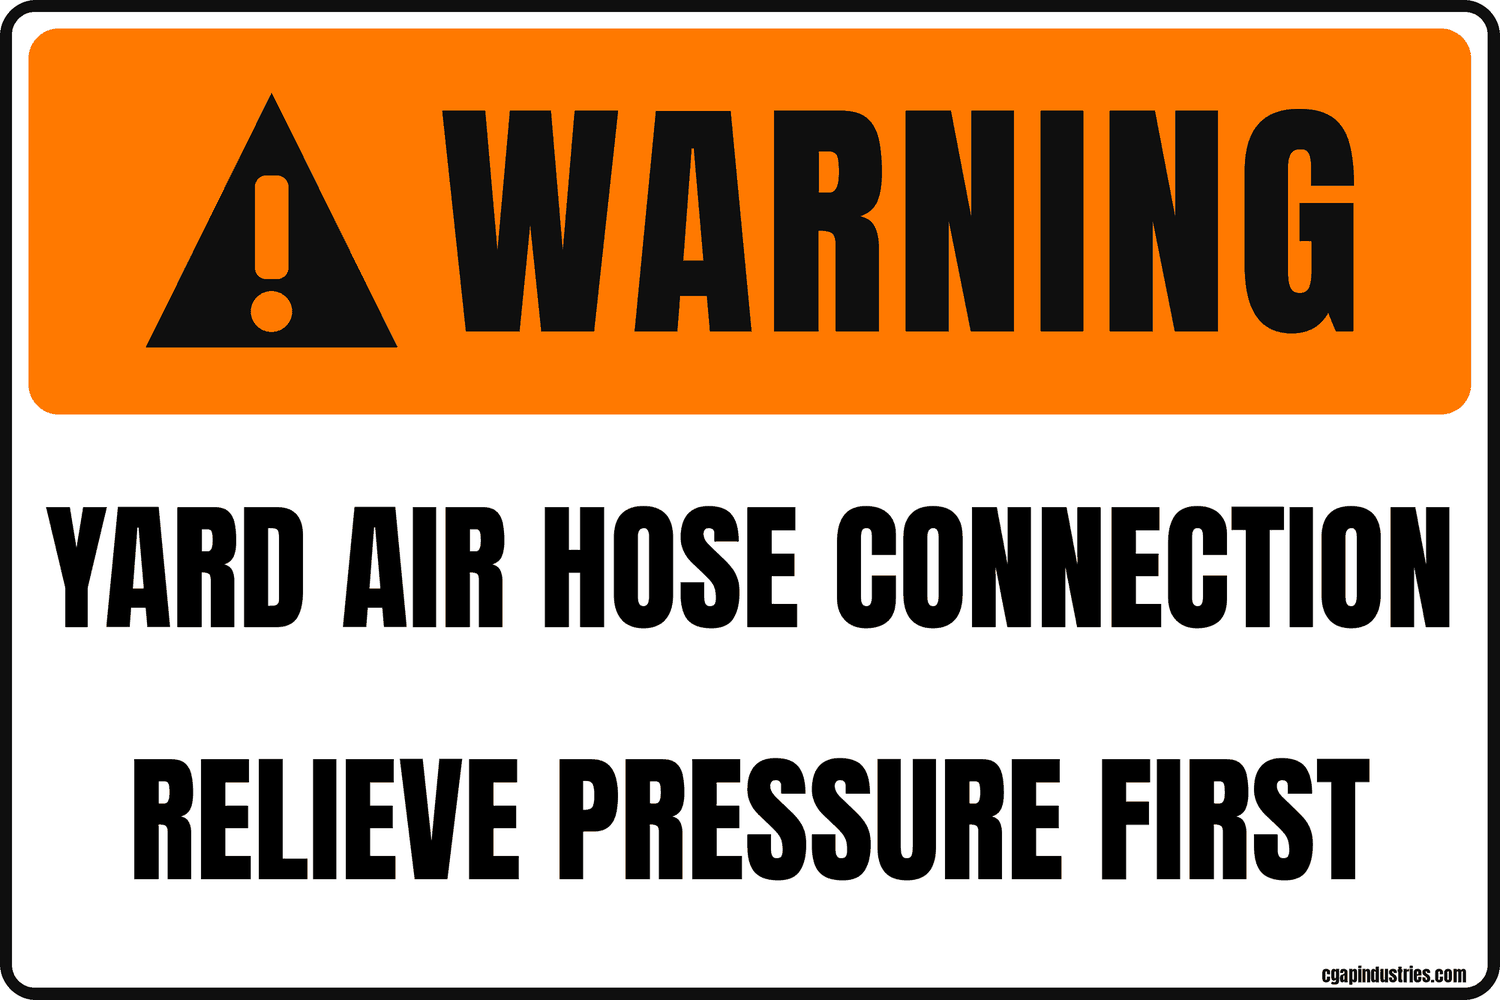 WARNING
YARD AIR HOSE CONNECTION
RELIEVE PRESSURE FIRST
cgapindustries.com